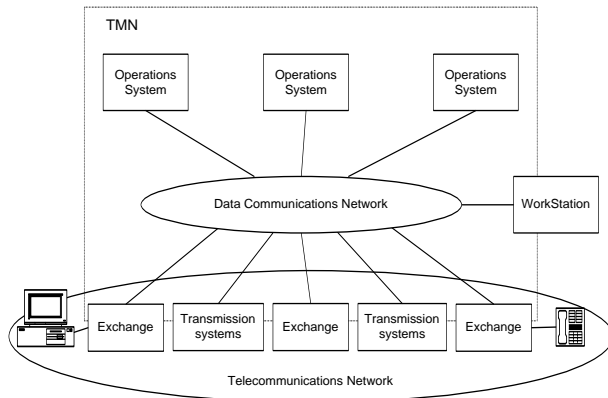 TMN
Operations
System
Operations
System
Operations
System
Data Communications Network
WorkStation
Exchange
Transmission
systems
Exchange
Transmission
systems
Exchange
Telecommunications Network